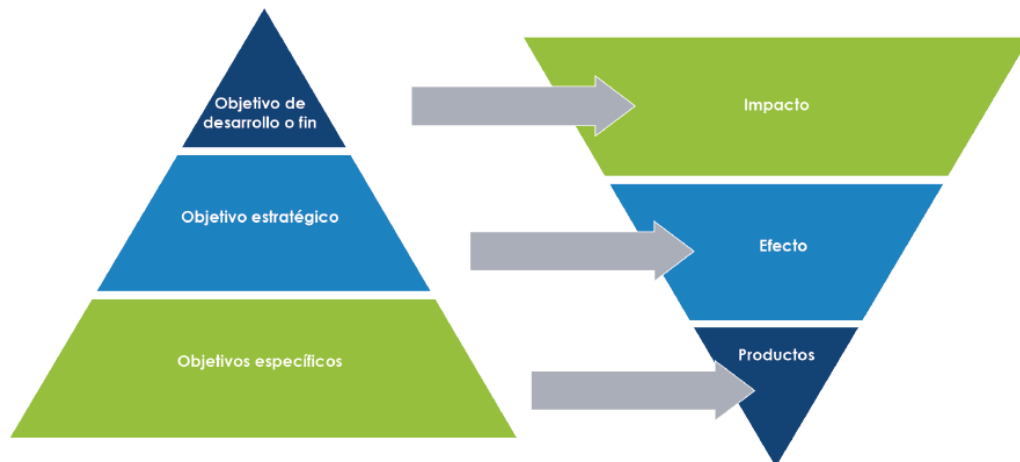 Objetivo de
desarrollo o fin
Impacto
Objetivo estratégico
Efecto
Objetivos específicos
Productos